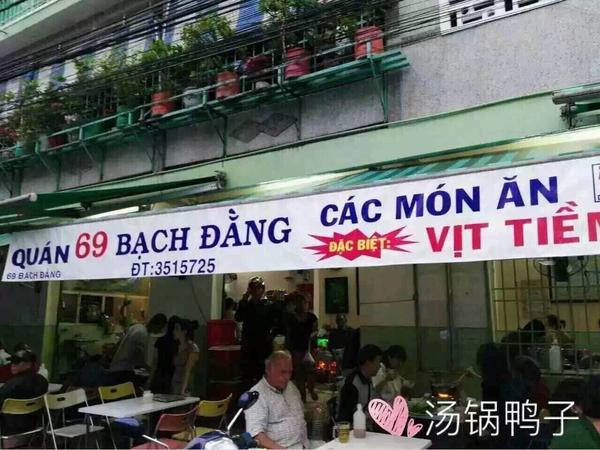 QUÁN 69 BẠCH ĐẰNG
69 BẠCH ĐẰNG
ĐT:3515725
CÁC MÓN ĂN
ĐẶC BIỆT: VỊT TIỀM
汤锅鸭子